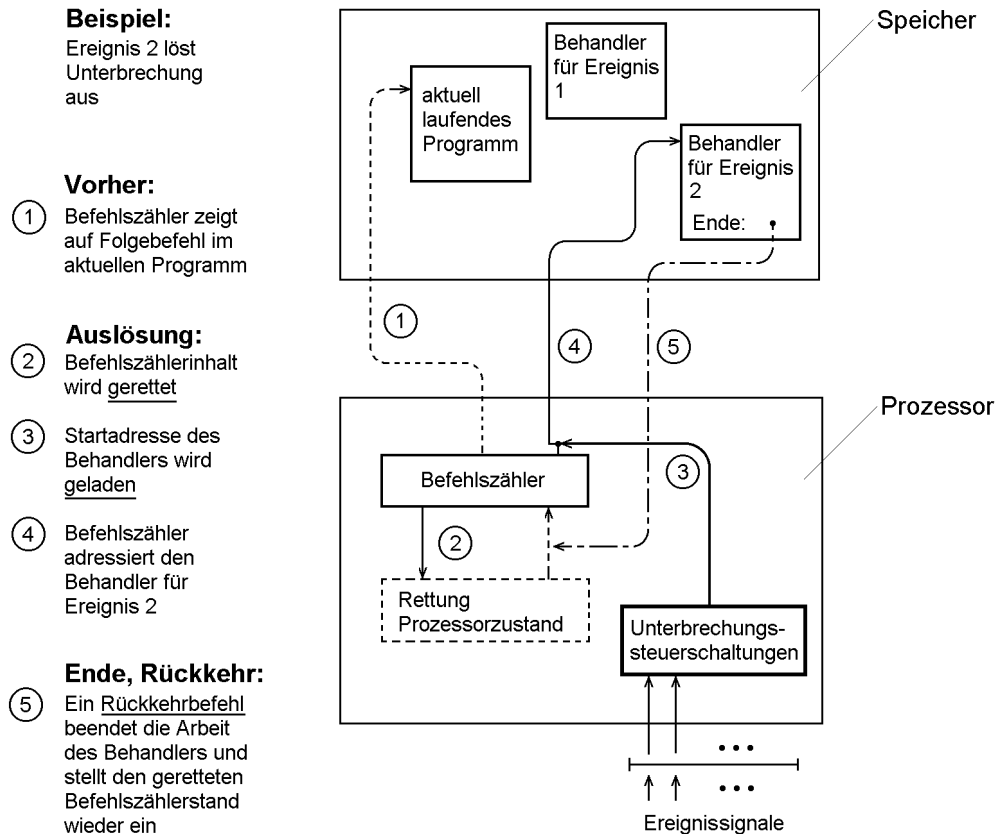 Beispiel:
Ereignis 2 löst
Unterbrechung
aus
Vorher:
1
Befehlszähler zeigt
auf Folgebefehl im
aktuellen Programm
Auslösung:
2
Befehlszählerinhalt
wird gerettet
3
Startadresse des
Behandlers wird
geladen
4
Befehlszähler
adressiert den
Behandler für
Ereignis 2
Ende, Rückkehr:
5
Ein Rückkehrbefehl
beendet die Arbeit
des Behandlers und
stellt den geretteten
Befehlszählerstand
wieder ein
Speicher
aktuell
laufendes
Programm
Behandler
für Ereignis
1
Behandler
für Ereignis
2
Ende:
1
4
5
Prozessor
Befehlszähler
3
2
Rettung
Prozessorzustand
Unterbrechungs-
steuerschaltungen
Ereignissignale